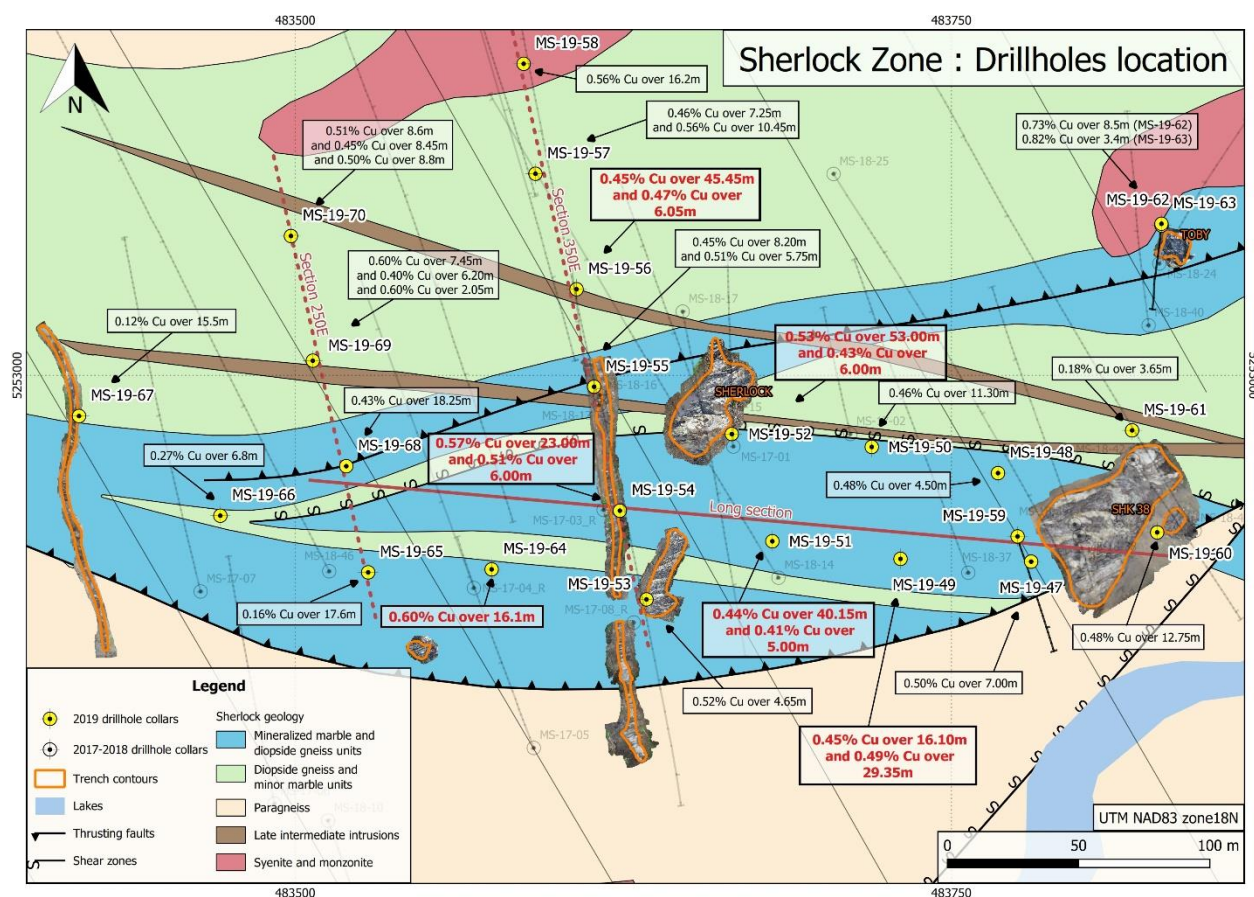 483500
483750
Sherlock Zone : Drillholes location
N
MS-19-58
0.56% Cu over 16.2m
0.46% Cu over 7.25m
and 0.56% Cu over 10.45m
0.51% Cu over 8.6m
and 0.45% Cu over 8.45m
and 0.50% Cu over 8.8m
MS-19-57
MS-18-25
0.73% Cu over 8.5m (MS-19-62)
0.82% Cu over 3.4m (MS-19-63)
0.45% Cu over 45.45m
and 0.47% Cu over
6.05m
MS-19-62
MS-19-63
TOBY
MS-18-24
MS-19-70
Section 350E
Section 250E
0.45% Cu over 8.20m
and 0.51% Cu over 5.75m
0.60% Cu over 7.45m
and 0.40% Cu over 6.20m
and 0.60% Cu over 2.05m
MS-19-56
MS-18-17
MS-18-40
0.12% Cu over 15.5m
0.53% Cu over 53.00m
and 0.43% Cu over
6.00m
MS-19-69
MS-19-55
MS-18-16
SHERLOCK
0.18% Cu over 3.65m
5253000
5253000
MS-19-67
0.43% Cu over 18.25m
0.46% Cu over 11.30m
MS-19-61
MS-19-52
MS-17-01
MS-19-50
MS-19-48
0.57% Cu over 23.00m
and 0.51% Cu over
6.00m
MS-19-68
0.27% Cu over 6.8m
0.48% Cu over 4.50m
MS-19-66
MS-19-54
MS-17-03_R
Long section
MS-19-59
SHK 38
MS-19-60
MS-19-65
MS-19-64
MS-19-51
MS-18-14
MS-19-49
MS-18-37
MS-19-47
MS-18-46
MS-17-07
MS-17-04_R
MS-19-53
MS-17-08_R
0.16% Cu over 17.6m
0.60% Cu over 16.1m
0.44% Cu over 40.15m
and 0.41% Cu over
5.00m
0.48% Cu over 12.75m
0.50% Cu over 7.00m
0.52% Cu over 4.65m
0.45% Cu over 16.10m
and 0.49% Cu over
29.35m
MS-17-05
Legend
2019 drillhole collars
2017-2018 drillhole collars
Trench contours
Lakes
Thrusting faults
Shear zones
Sherlock geology
Mineralized marble and
diopside gneiss units
Diopside gneiss and
minor marble units
Paragneiss
Late intermediate intrusions
Syenite and monzonite
UTM NAD83 zone18N
0
50
100 m
483500
483750